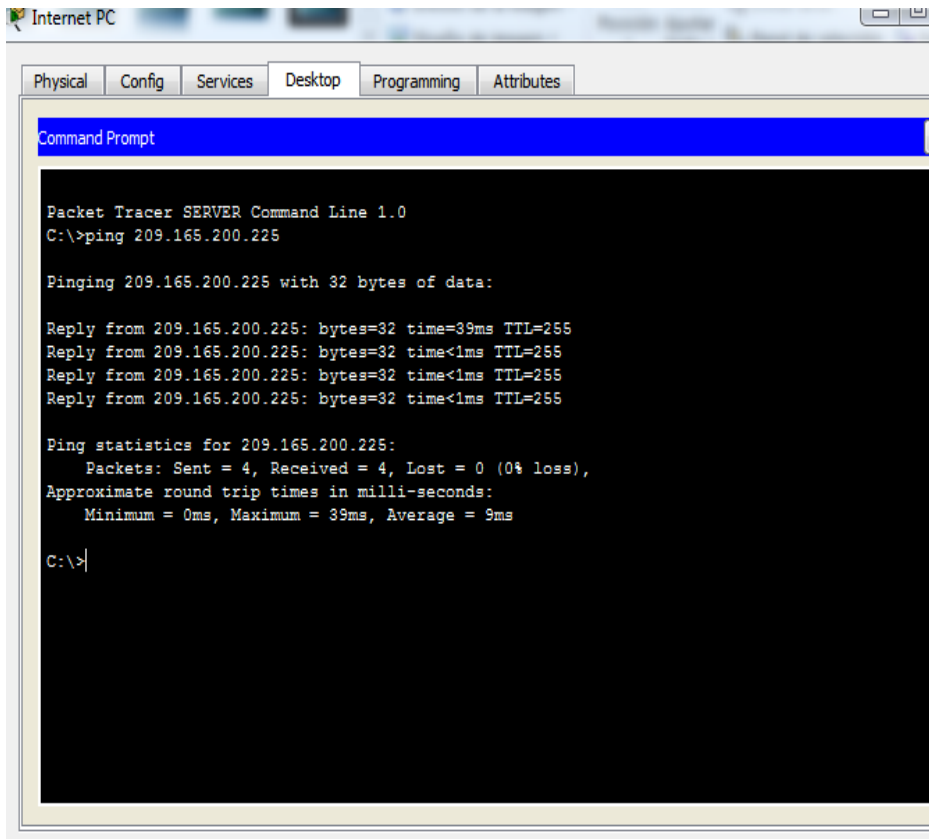 Internet PC
Physical Config Services Desktop Programming Attributes
Command Prompt
Packet Tracer SERVER Command Line 1.0
C:\>ping 209.165.200.225
Pinging 209.165.200.225 with 32 bytes of data:
Reply from 209.165.200.225: bytes=32 time=39ms TTL=255
Reply from 209.165.200.225: bytes=32 time<1ms TTL=255
Reply from 209.165.200.225: bytes=32 time<1ms TTL=255
Reply from 209.165.200.225: bytes=32 time<1ms TTL=255
Ping statistics for 209.165.200.225:
Packets: Sent = 4, Received = 4, Lost = 0 (0% loss),
Approximate round trip times in milli-seconds:
Minimum = 0ms, Maximum = 39ms, Average = 9ms
C:\>